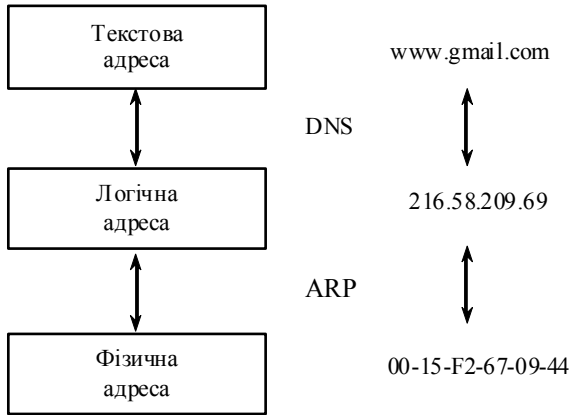 Текстова
адреса
www.gmail.com
DNS
Логічна
адреса
216.58.209.69
ARP
Фізична
адреса
00-15-F2-67-09-44